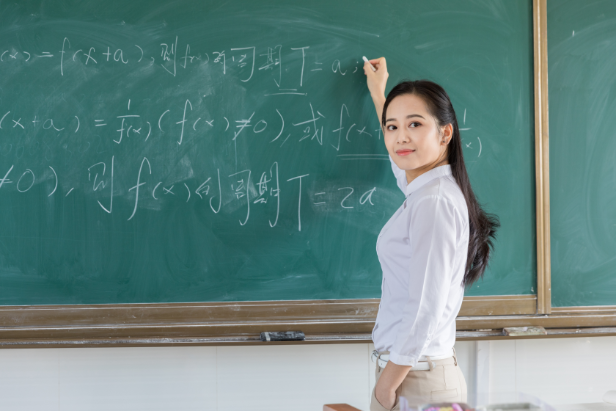 (x)=f(x+a), 则f(x)的周期T=a;
(x+a)=1/f(x) (f(x)≠0), 或f(x
≠0), 则f(x)的周期T=2a